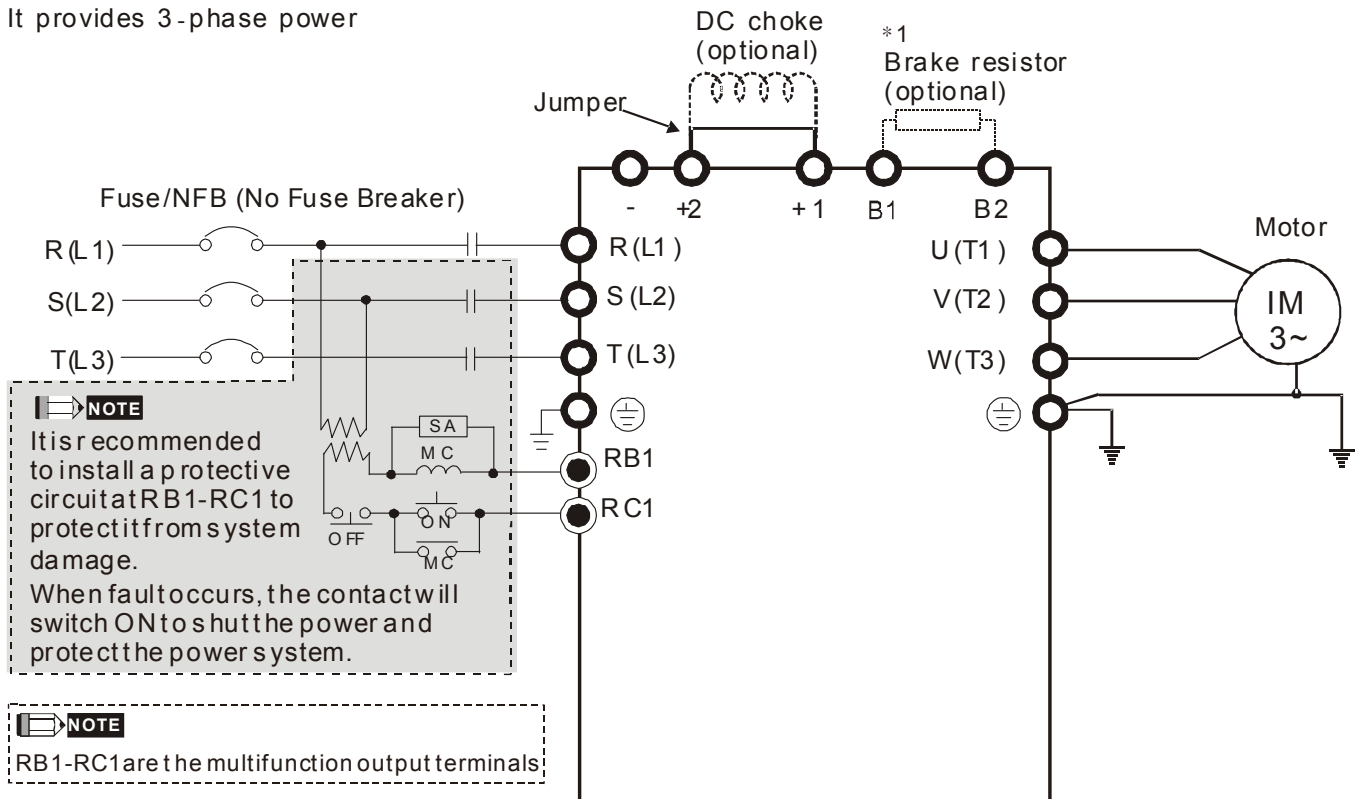 It provides 3-phase power
DC choke
(optional)
*1
Brake resistor
(optional)
Jumper
Fuse/NFB (No Fuse Breaker)
- +2 +1 B1 B2
Motor
R(L1)
R(L1)
U(T1)
S(L2)
S(L2)
V(T2)
IM
3~
T(L3)
T(L3)
W(T3)
NOTE
It is recommended
to install a protective
circuit at RB1-RC1 to
protect it from system
damage.
When fault occurs, the contact will
switch ON to shut the power and
protect the power system.
SA
MC
RB1
OFF
ON
MC
RC1
NOTE
RB1-RC1 are the multifunction output terminals